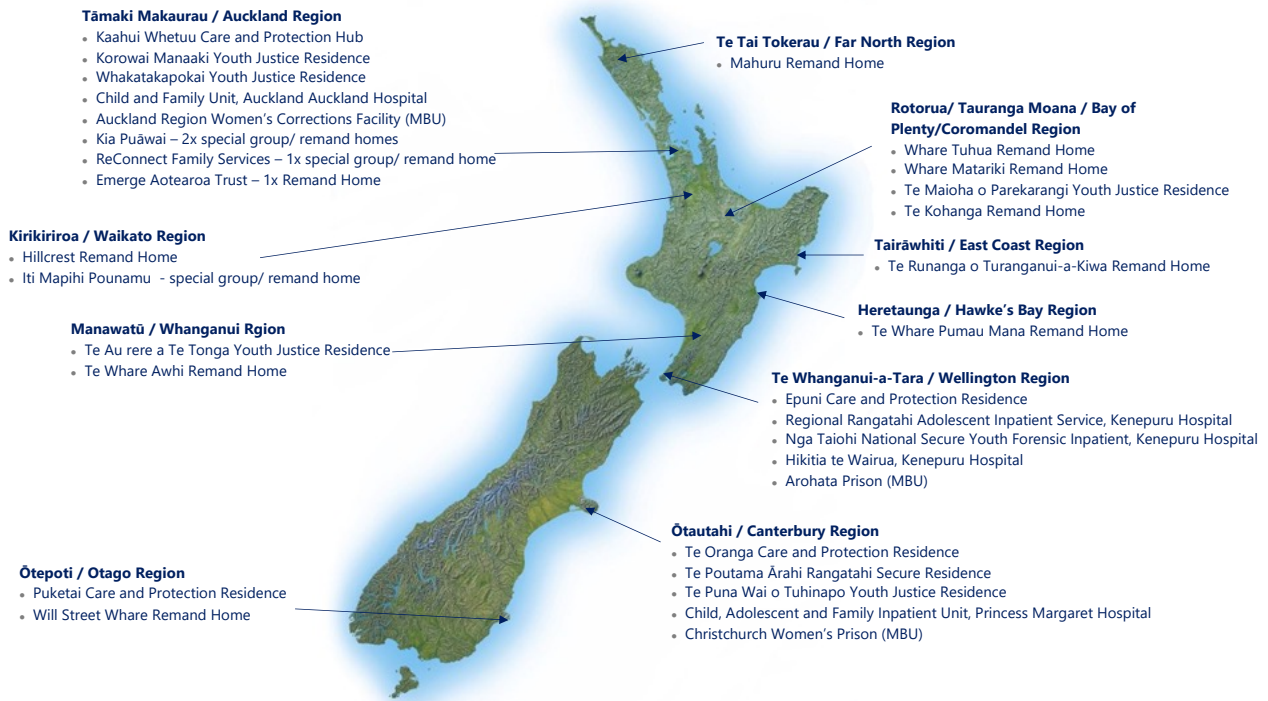 Tāmaki Makaurau / Auckland Region
• Kaahui Whetuu Care and Protection Hub
• Korowai Manaaki Youth Justice Residence
• Whakatakapokai Youth Justice Residence
• Child and Family Unit, Auckland Auckland Hospital
• Auckland Region Women's Corrections Facility (MBU)
• Kia Puāwai – 2x special group/ remand homes
• ReConnect Family Services – 1x special group/ remand home
• Emerge Aotearoa Trust – 1x Remand Home
Te Tai Tokerau / Far North Region
• Mahuru Remand Home
Rotorua/ Tauranga Moana / Bay of
Plenty/Coromandel Region
• Whare Tuhua Remand Home
• Whare Matariki Remand Home
• Te Maioha o Parekarangi Youth Justice Residence
• Te Kohanga Remand Home
Kirikiriroa / Waikato Region
• Hillcrest Remand Home
• Iti Mapihi Pounamu - special group/ remand home
Tairāwhiti / East Coast Region
• Te Runanga o Turanganui-a-Kiwa Remand Home
Heretaunga / Hawke's Bay Region
• Te Whare Pumau Mana Remand Home
Manawatū / Whanganui Rgion
• Te Au rere a Te Tonga Youth Justice Residence
• Te Whare Awhi Remand Home
Te Whanganui-a-Tara / Wellington Region
• Epuni Care and Protection Residence
• Regional Rangatahi Adolescent Inpatient Service, Kenepuru Hospital
• Nga Taiohi National Secure Youth Forensic Inpatient, Kenepuru Hospital
• Hikitia te Wairua, Kenepuru Hospital
• Arohata Prison (MBU)
Ōtautahi / Canterbury Region
• Te Oranga Care and Protection Residence
• Te Poutama Ārahi Rangatahi Secure Residence
• Te Puna Wai o Tuhinapo Youth Justice Residence
• Child, Adolescent and Family Inpatient Unit, Princess Margaret Hospital
• Christchurch Women's Prison (MBU)
Ōtepoti / Otago Region
• Puketai Care and Protection Residence
• Will Street Whare Remand Home